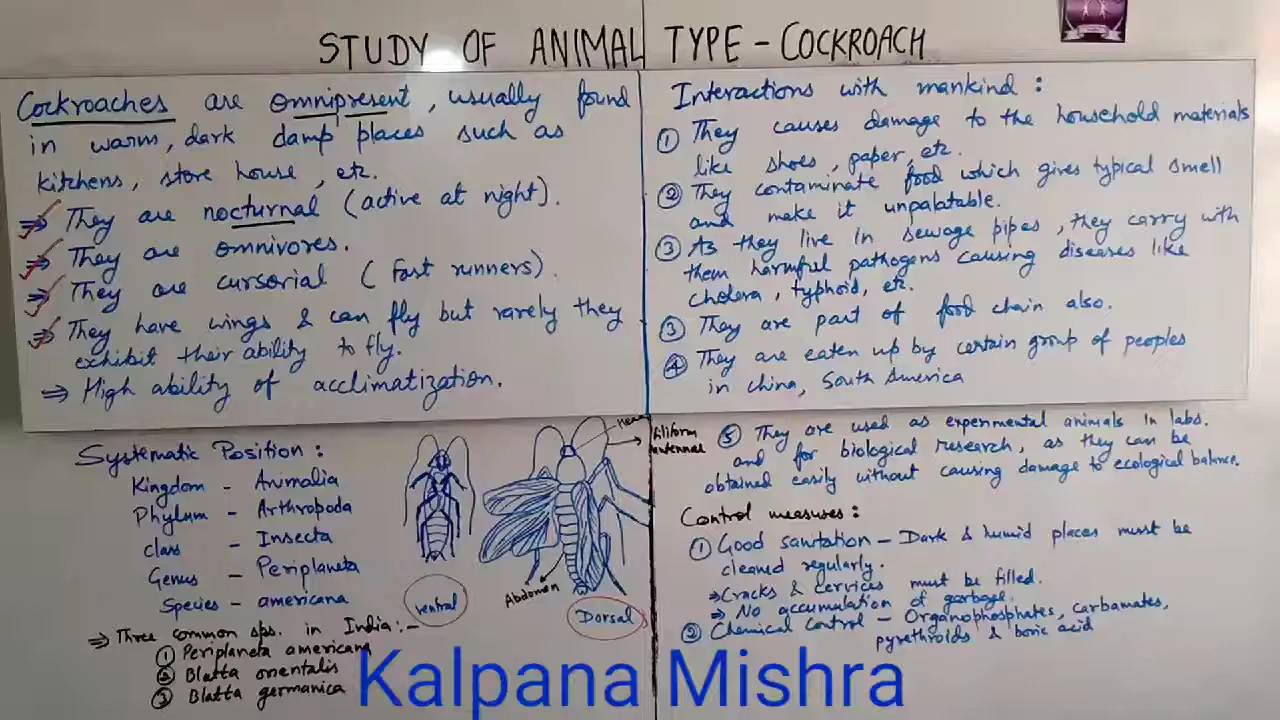 STUDY OF ANIMAL TYPE - COCKROACH
Cockroaches are omnipresent, usually found
in warm, dark damp places such as
kitchens, store house, etc.
⇒ They are nocturnal (active at night).
⇒ They are omnivores.
⇒ They are cursorial (fast runners).
⇒ They have wings & can fly but rarely they
exhibit their ability to fly.
⇒ High ability of acclimatization.
Systematic Position :
Kingdom - Animalia
Phylum - Arthropoda
class - Insecta
Genus - Periplaneta
Species - americana
⇒ Three common sps. in India:-
① Periplaneta americana
② Blatta orientalis
③ Blatta germanica
ventral
Head
filiform
antennae
Abdomen
Dorsal
Interactions with mankind :
① They causes damage to the household materials
like shoes, paper, etc.
② They contaminate food which gives typical smell
and make it unpalatable.
③ As they live in sewage pipes, they carry with
them harmful pathogens causing diseases like
cholera, typhoid, etc.
③ They are part of food chain also.
④ They are eaten up by certain group of peoples
in china, South America
⑤ They are used as expermental animals in labs.
and for biological research, as they can be
obtained easily without causing damage to ecological balance.
Control measures :
① Good sanitation - Dark & humid places must be
cleaned regularly.
⇒ Cracks & cervices must be filled.
⇒ No accumulation of garbage.
② Chemical control - Organophosphates, carbamates,
pyrethroids & boric acid
Kalpana Mishra